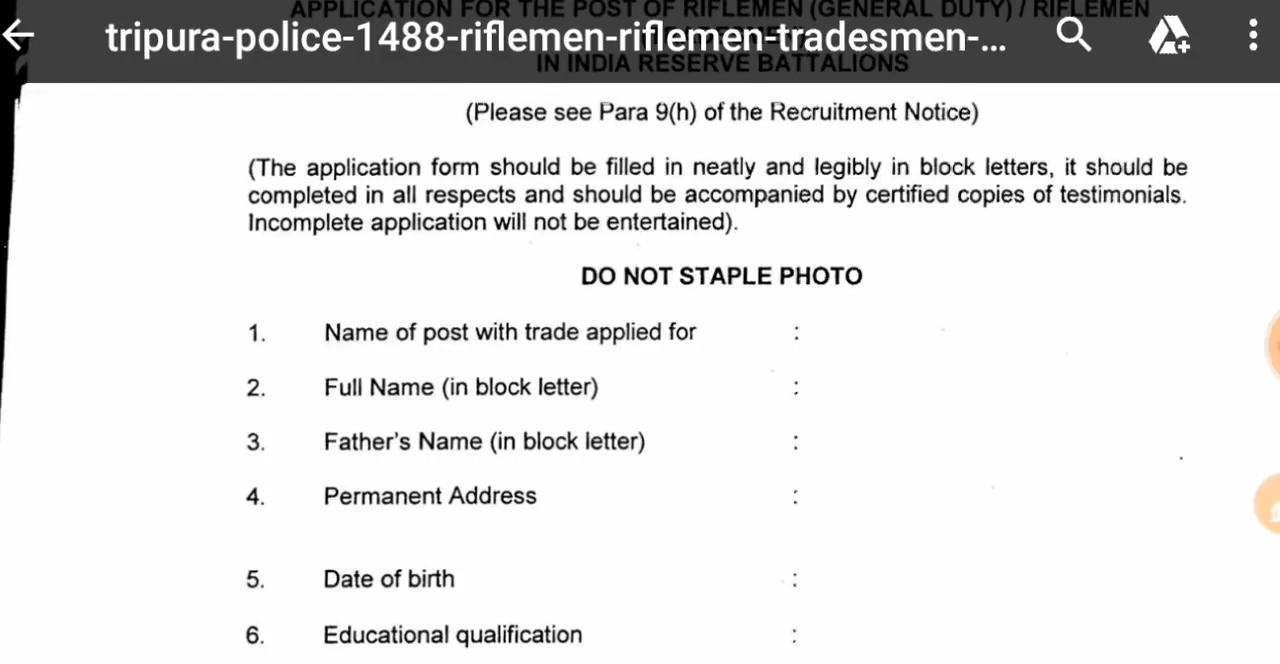 APPLICATION FOR THE POST OF RIFLEMEN (GENERAL DUTY) / RIFLEMEN
tripura-police-1488-riflemen-riflemen-tradesmen-...
IN INDIA RESERVE BATTALIONS
(Please see Para 9(h) of the Recruitment Notice)
(The application form should be filled in neatly and legibly in block letters, it should be
completed in all respects and should be accompanied by certified copies of testimonials.
Incomplete application will not be entertained).
DO NOT STAPLE PHOTO
1. Name of post with trade applied for :
2. Full Name (in block letter) :
3. Father's Name (in block letter) :
4. Permanent Address :
5. Date of birth :
6. Educational qualification :